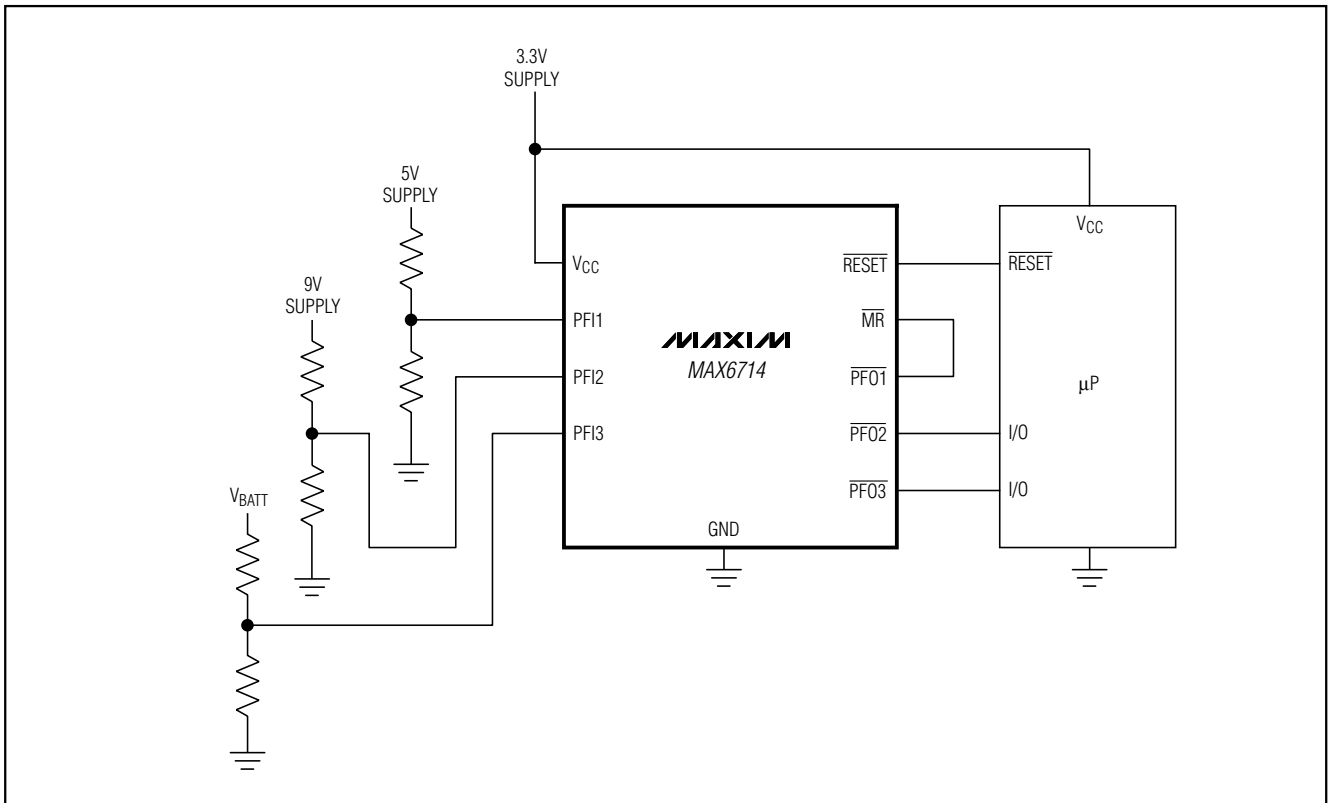 3.3V
SUPPLY
5V
SUPPLY
9V
SUPPLY
VBATT
VCC
PFI1
PFI2
PFI3
MAXIM
MAX6714
GND
RESET
MR
PFO1
PFO2
PFO3
VCC
RESET
µP
I/O
I/O